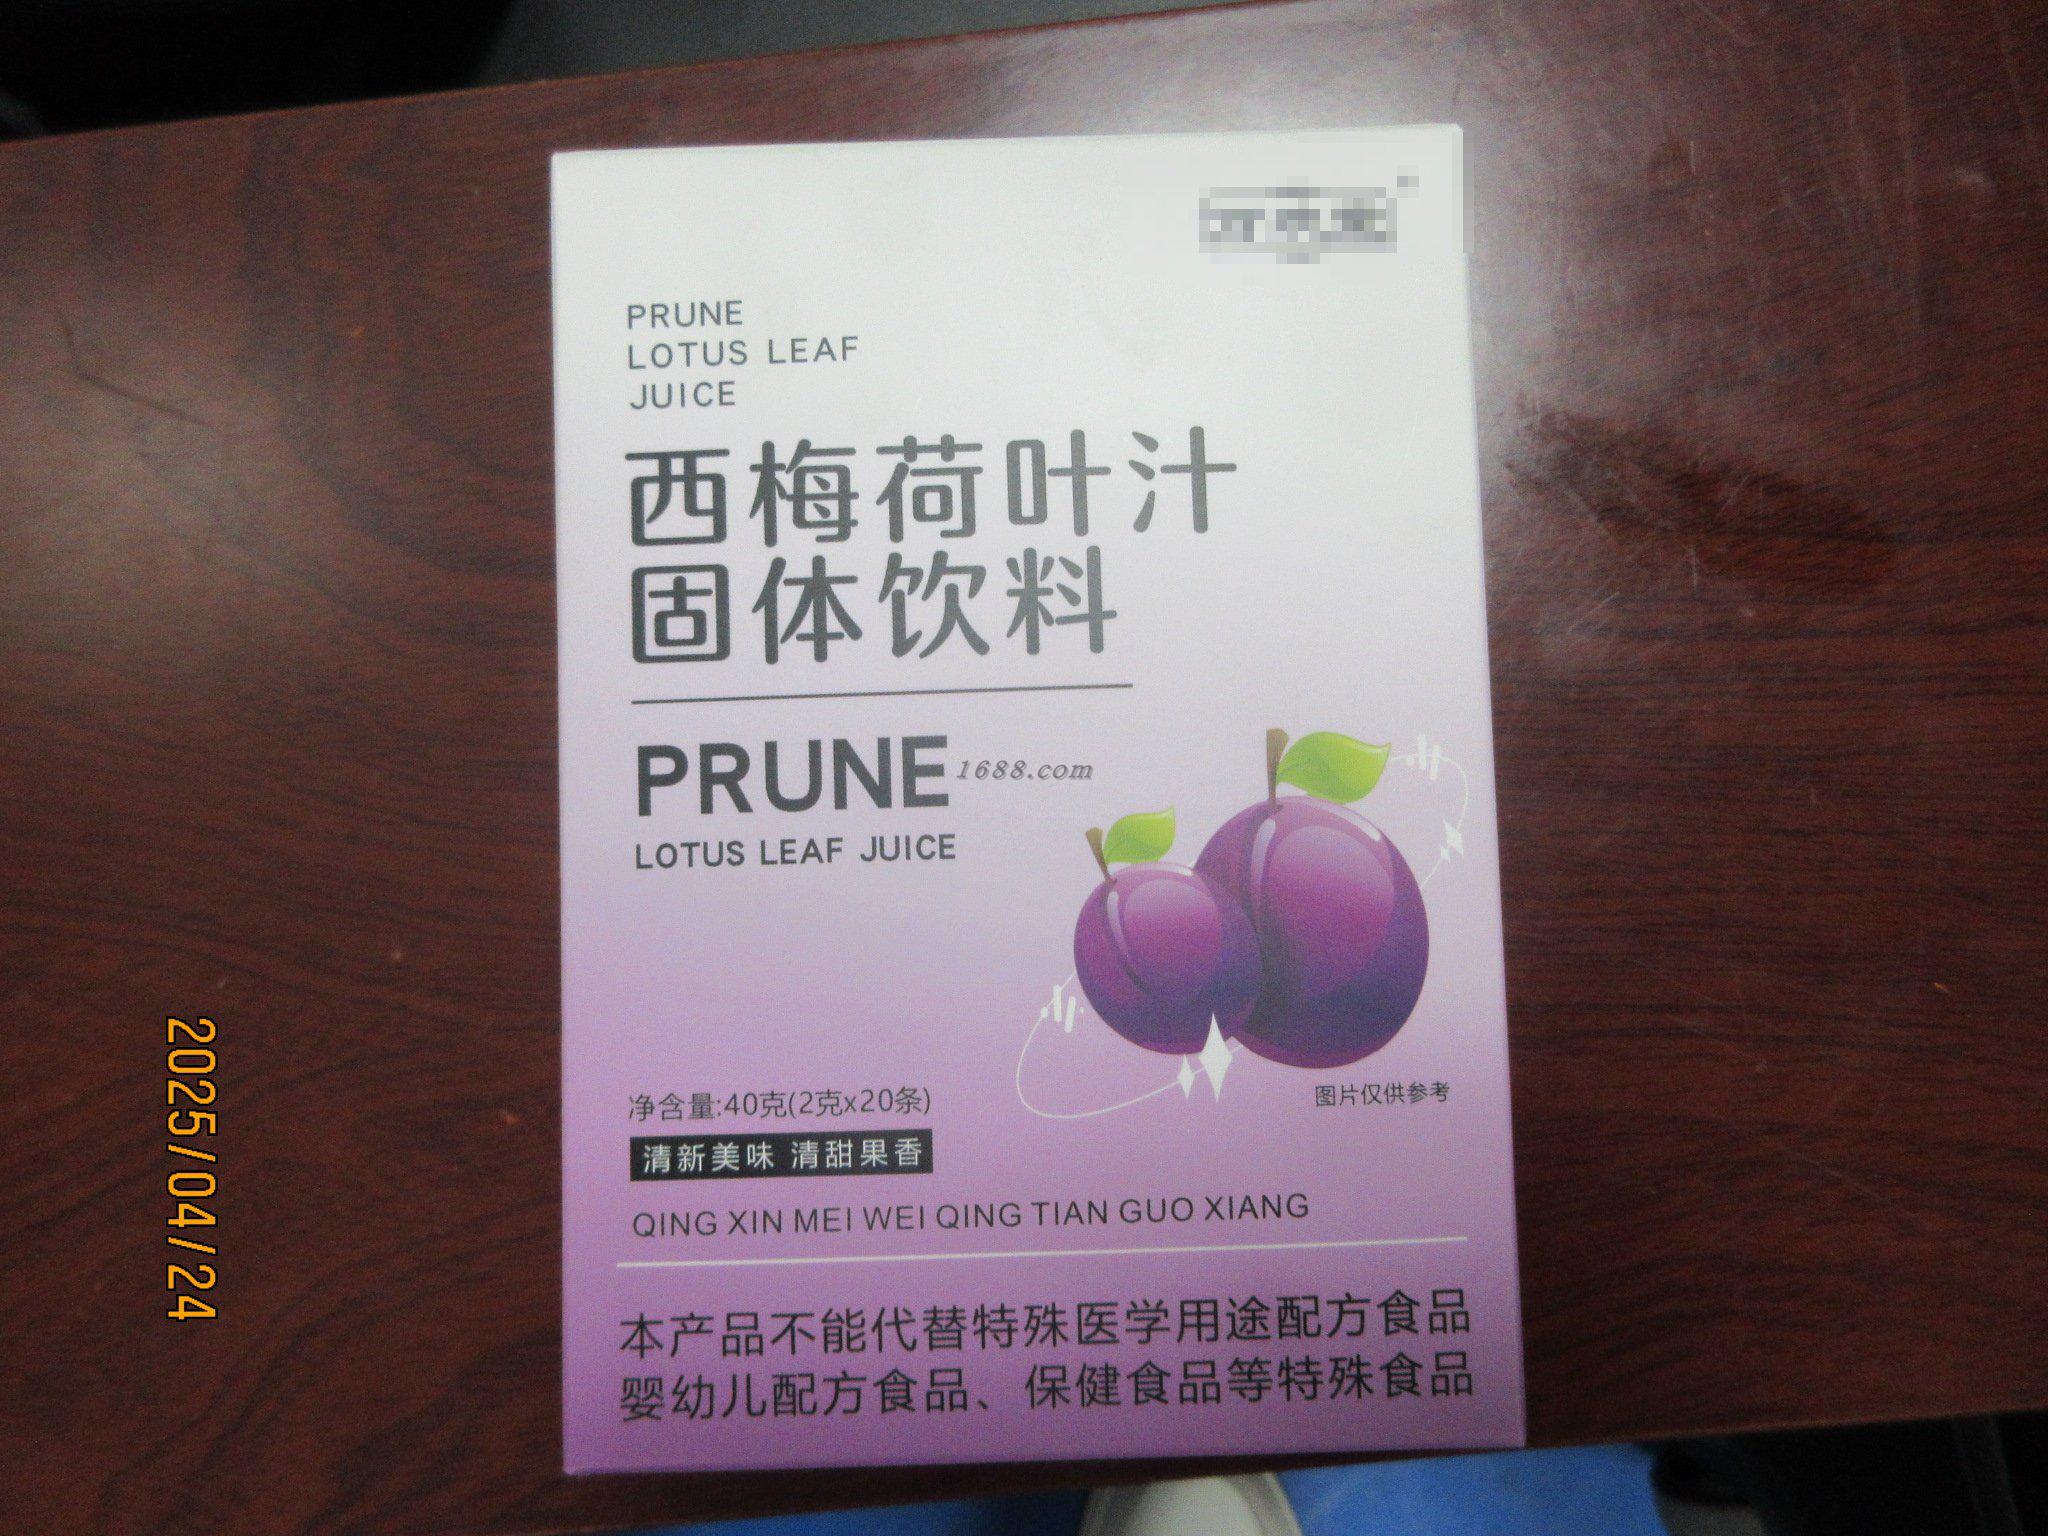 PRUNE
LOTUS LEAF
JUICE
西梅荷叶汁
固体饮料
PRUNE
1688.com
LOTUS LEAF JUICE
净含量:40克(2克x20条)
图片仅供参考
清新美味 清甜果香
QING XIN MEI WEI QING TIAN GUO XIANG
本产品不能代替特殊医学用途配方食品
婴幼儿配方食品、保健食品等特殊食品
2025/04/24